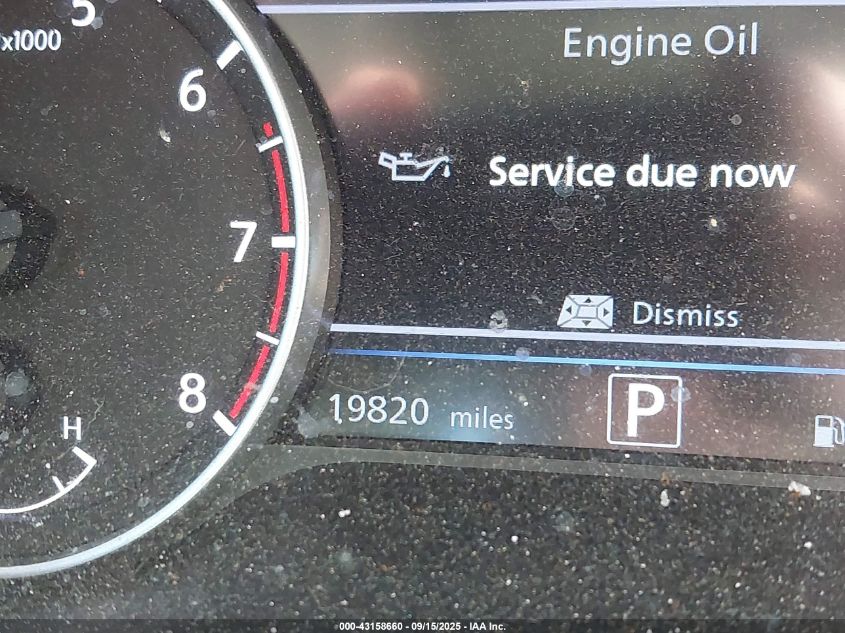 5
x1000
6
7
8
H
Engine Oil
Service due now
Dismiss
19820 miles
P
000-43158660 - 09/15/2025 - IAA Inc.